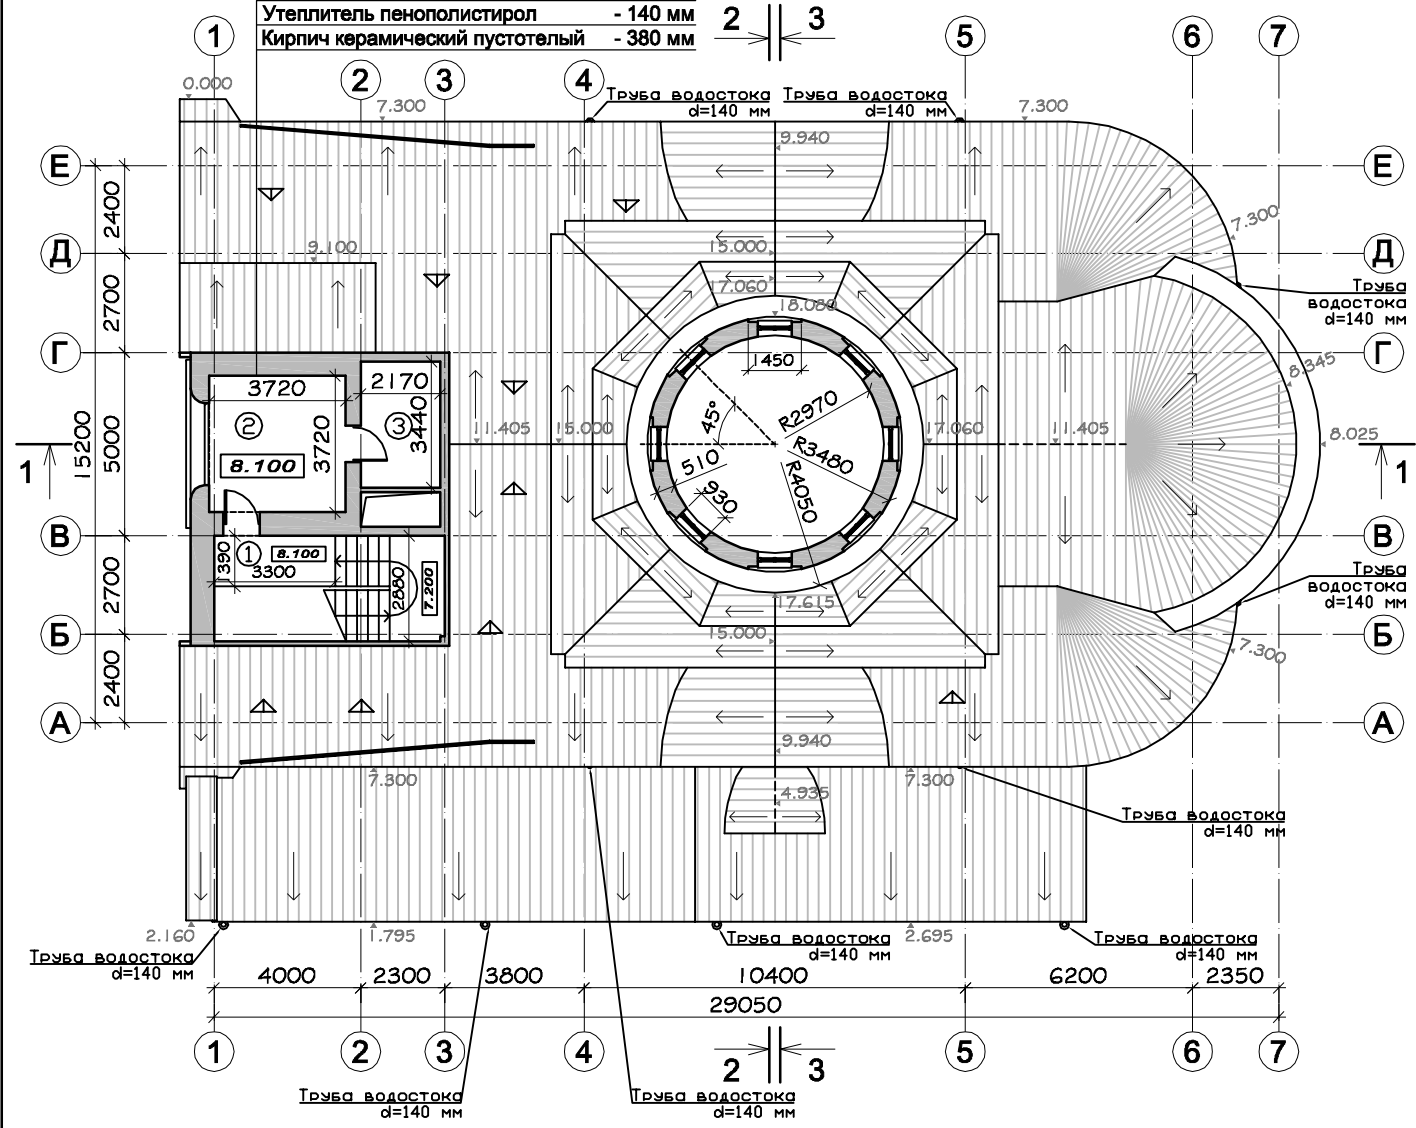 Утеплитель пенополистирол - 140 мм
Кирпич керамический пустотелый - 380 мм
2 3
1 2 3 4 5 6 7
0.000
7.300
Труба водостока
d=140 мм
Труба водостока
d=140 мм
7.300
9.940
Е Е
2400
7.300
Д Д
9.100
15.000
17.060
18.080
Труба
водостока
d=140 мм
2700
Г Г
1450
8.345
3720
2170
45°
R2970
15200
5000
2
3
3440
3720
11.405
15.000
17.060
11.405
8.025
1 1
8.100
510
R3480
930
R4050
В В
390
1
8.100
3300
2880
7.200
2700
17.615
Труба
водостока
d=140 мм
15.000
Б Б
7.300
2400
А А
9.940
7.300
7.300
4.935
Труба водостока
d=140 мм
2.160
1.795
2.695
Труба водостока
d=140 мм
Труба водостока
d=140 мм
Труба водостока
d=140 мм
4000 2300 3800 10400 6200 2350
29050
1 2 3 4 5 6 7
2 3
Труба водостока
d=140 мм
Труба водостока
d=140 мм